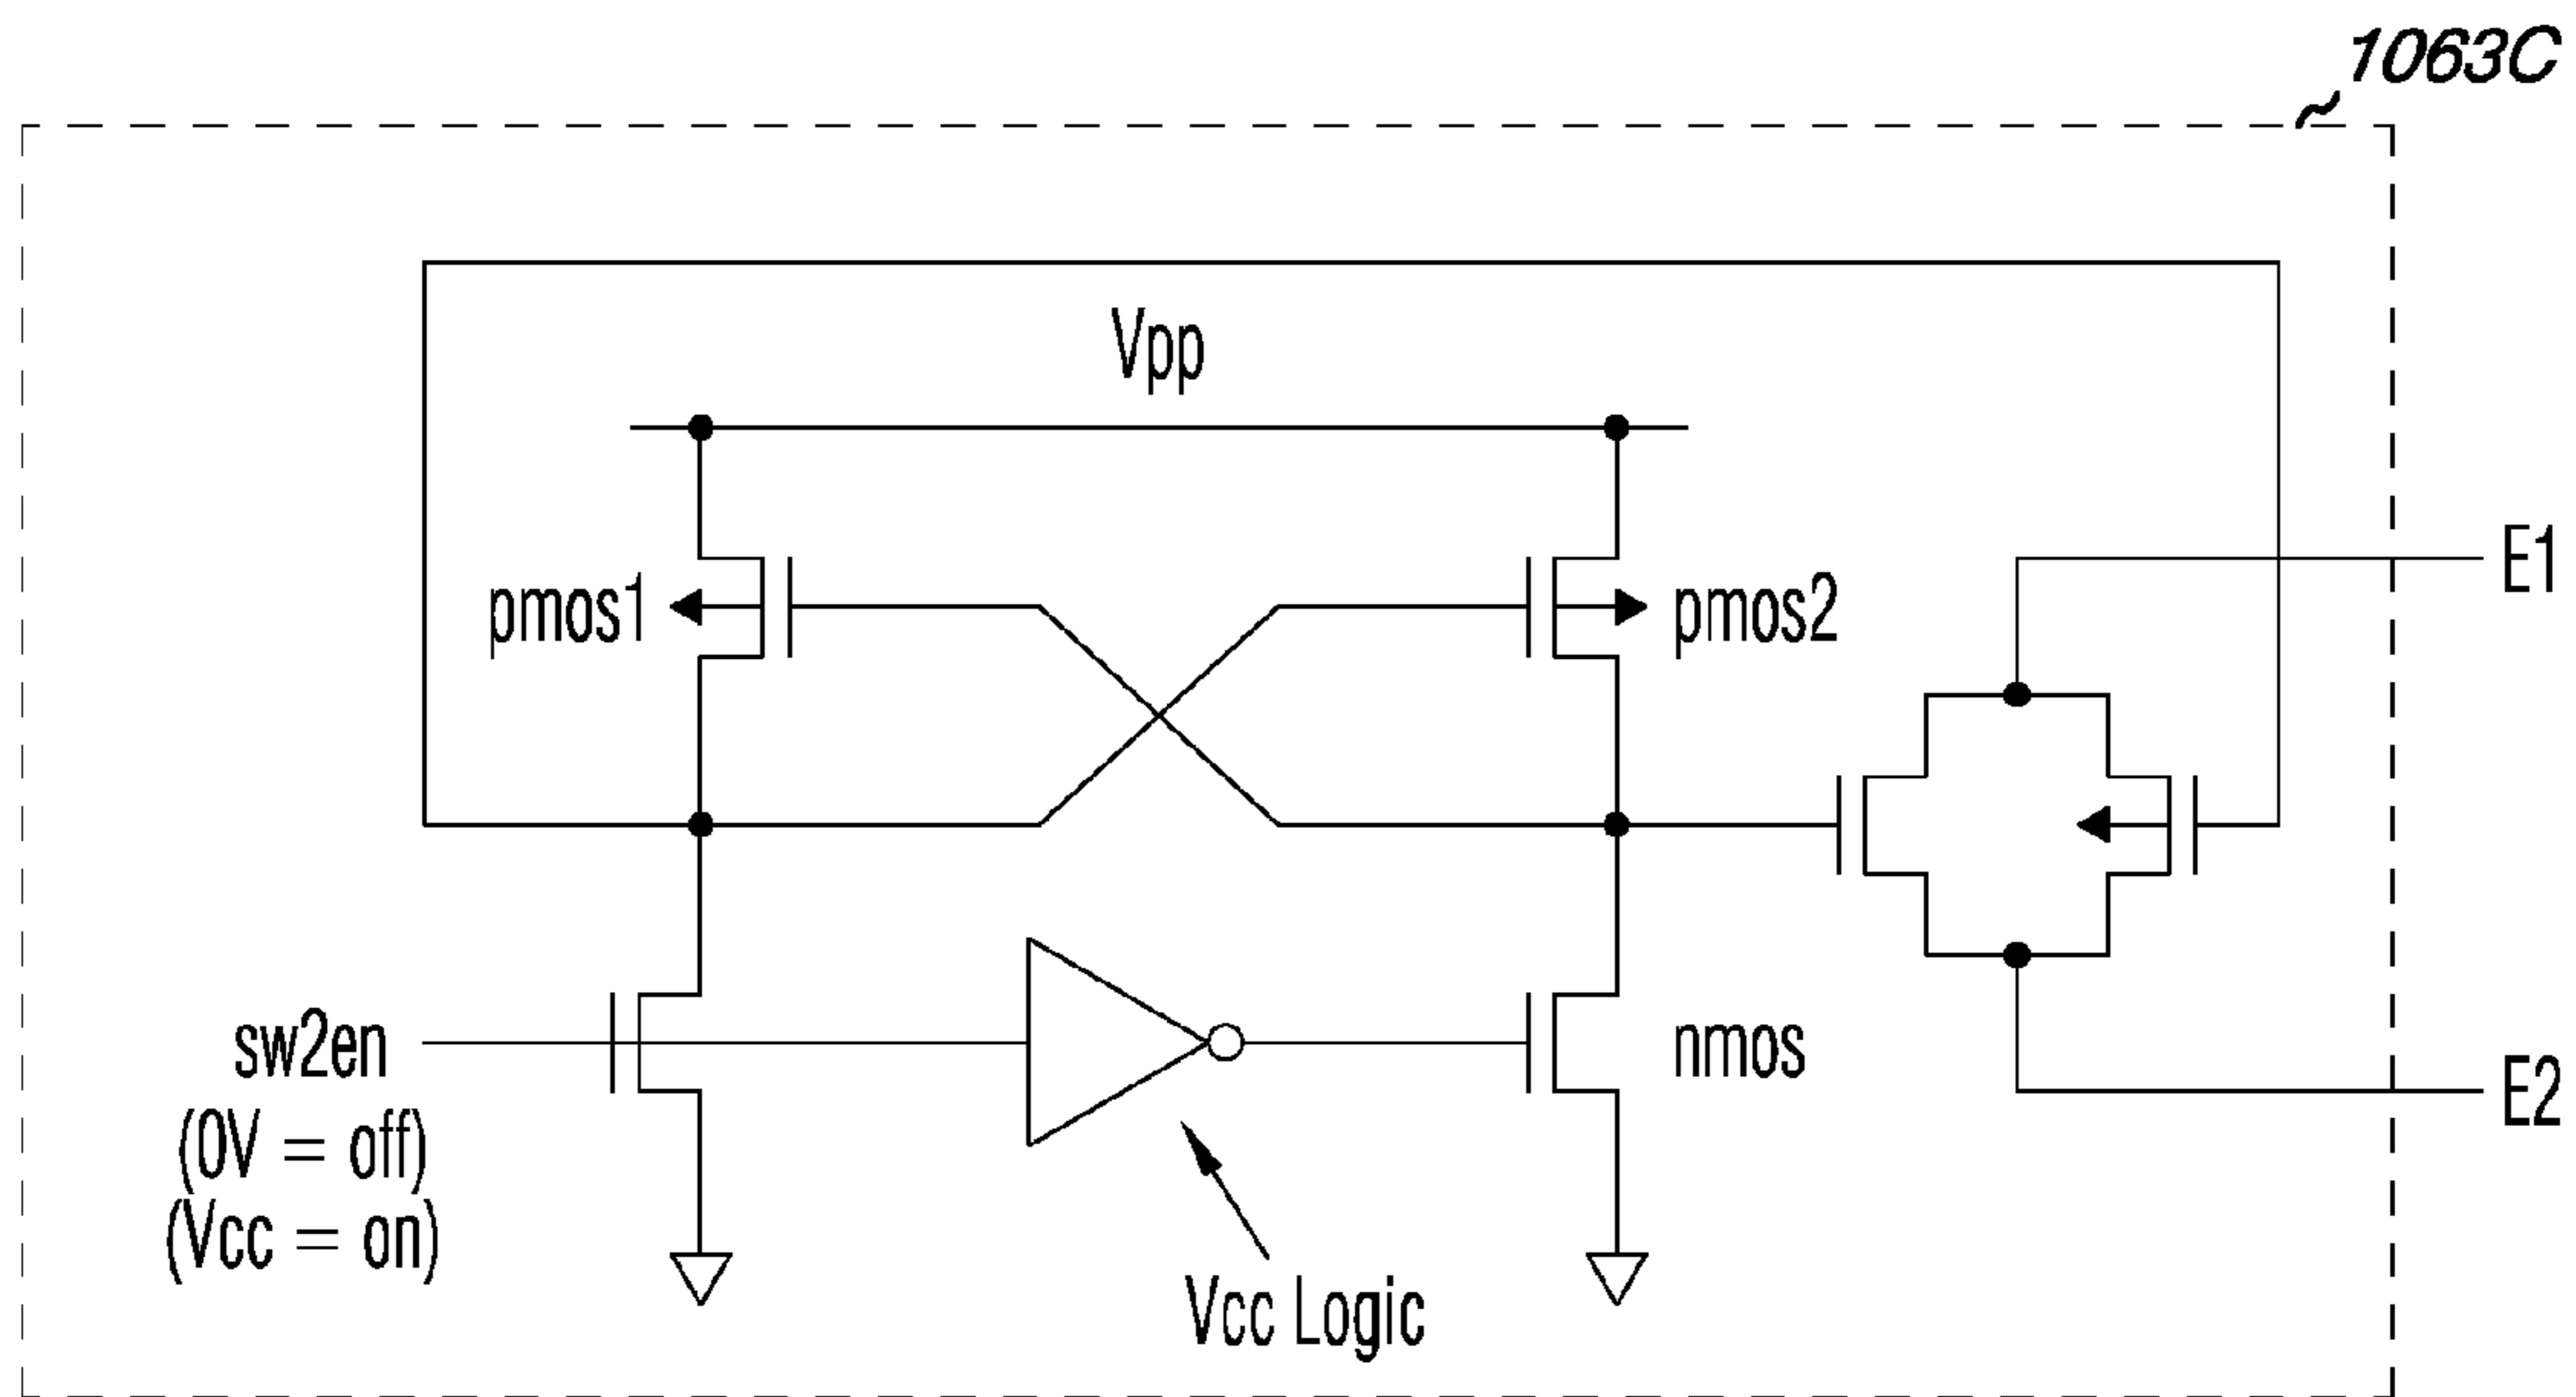 1063C
Vpp
pmos1
pmos2
E1
sw2en
(0V = off)
(Vcc = on)
nmos
E2
Vcc Logic